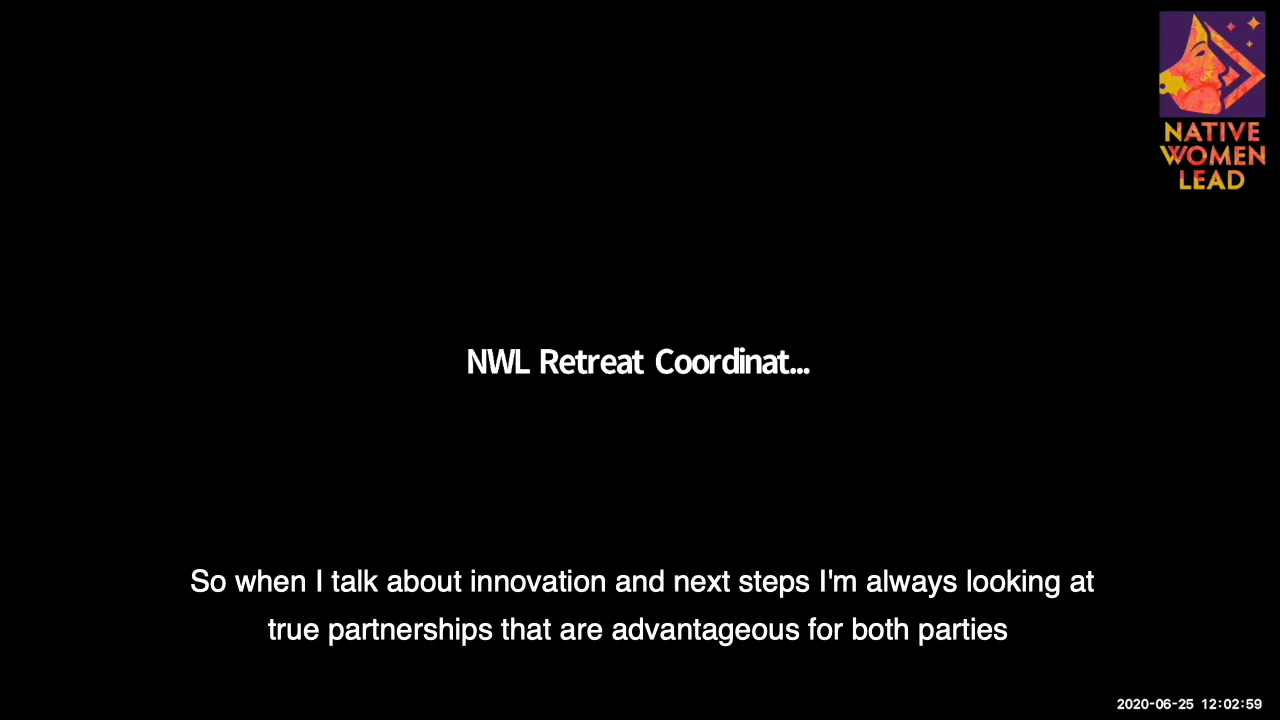 NATIVE
WOMEN
LEAD
NWL Retreat Coordinat...
So when I talk about innovation and next steps I'm always looking at
true partnerships that are advantageous for both parties
2020-06-25 12:02:59